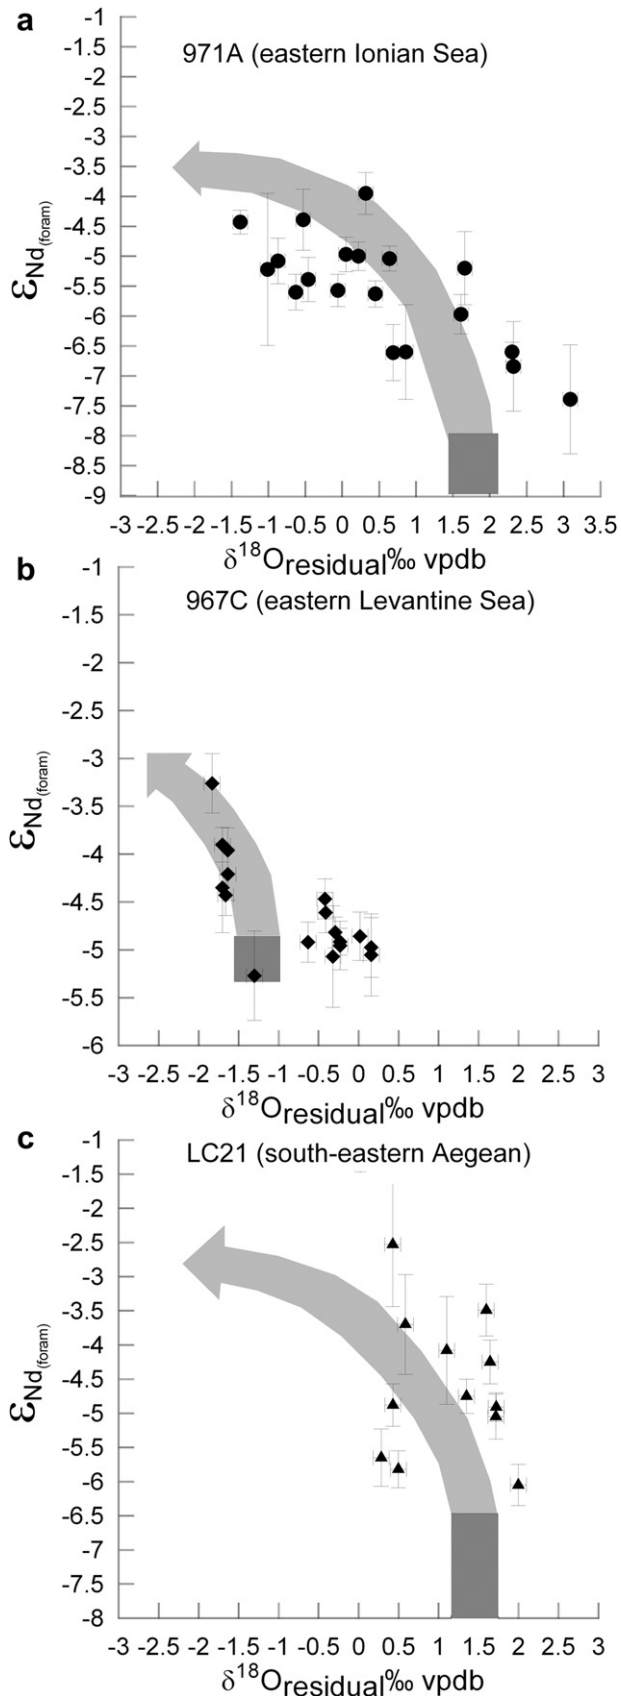 a
971A (eastern Ionian Sea)
-1
-1.5
-2
-2.5
-3
-3.5
-4
-4.5
-5
-5.5
-6
-6.5
-7
-7.5
-8
-8.5
-9
εNd(foram)
-3 -2.5 -2 -1.5 -1 -0.5 0 0.5 1 1.5 2 2.5 3 3.5
δ18Oresidual‰ vpdb
b
967C (eastern Levantine Sea)
-1
-1.5
-2
-2.5
-3
-3.5
-4
-4.5
-5
-5.5
-6
εNd(foram)
-3 -2.5 -2 -1.5 -1 -0.5 0 0.5 1 1.5 2 2.5 3
δ18Oresidual‰ vpdb
c
LC21 (south-eastern Aegean)
-1
-1.5
-2
-2.5
-3
-3.5
-4
-4.5
-5
-5.5
-6
-6.5
-7
-7.5
-8
εNd(foram)
-3 -2.5 -2 -1.5 -1 -0.5 0 0.5 1 1.5 2 2.5 3
δ18Oresidual‰ vpdb